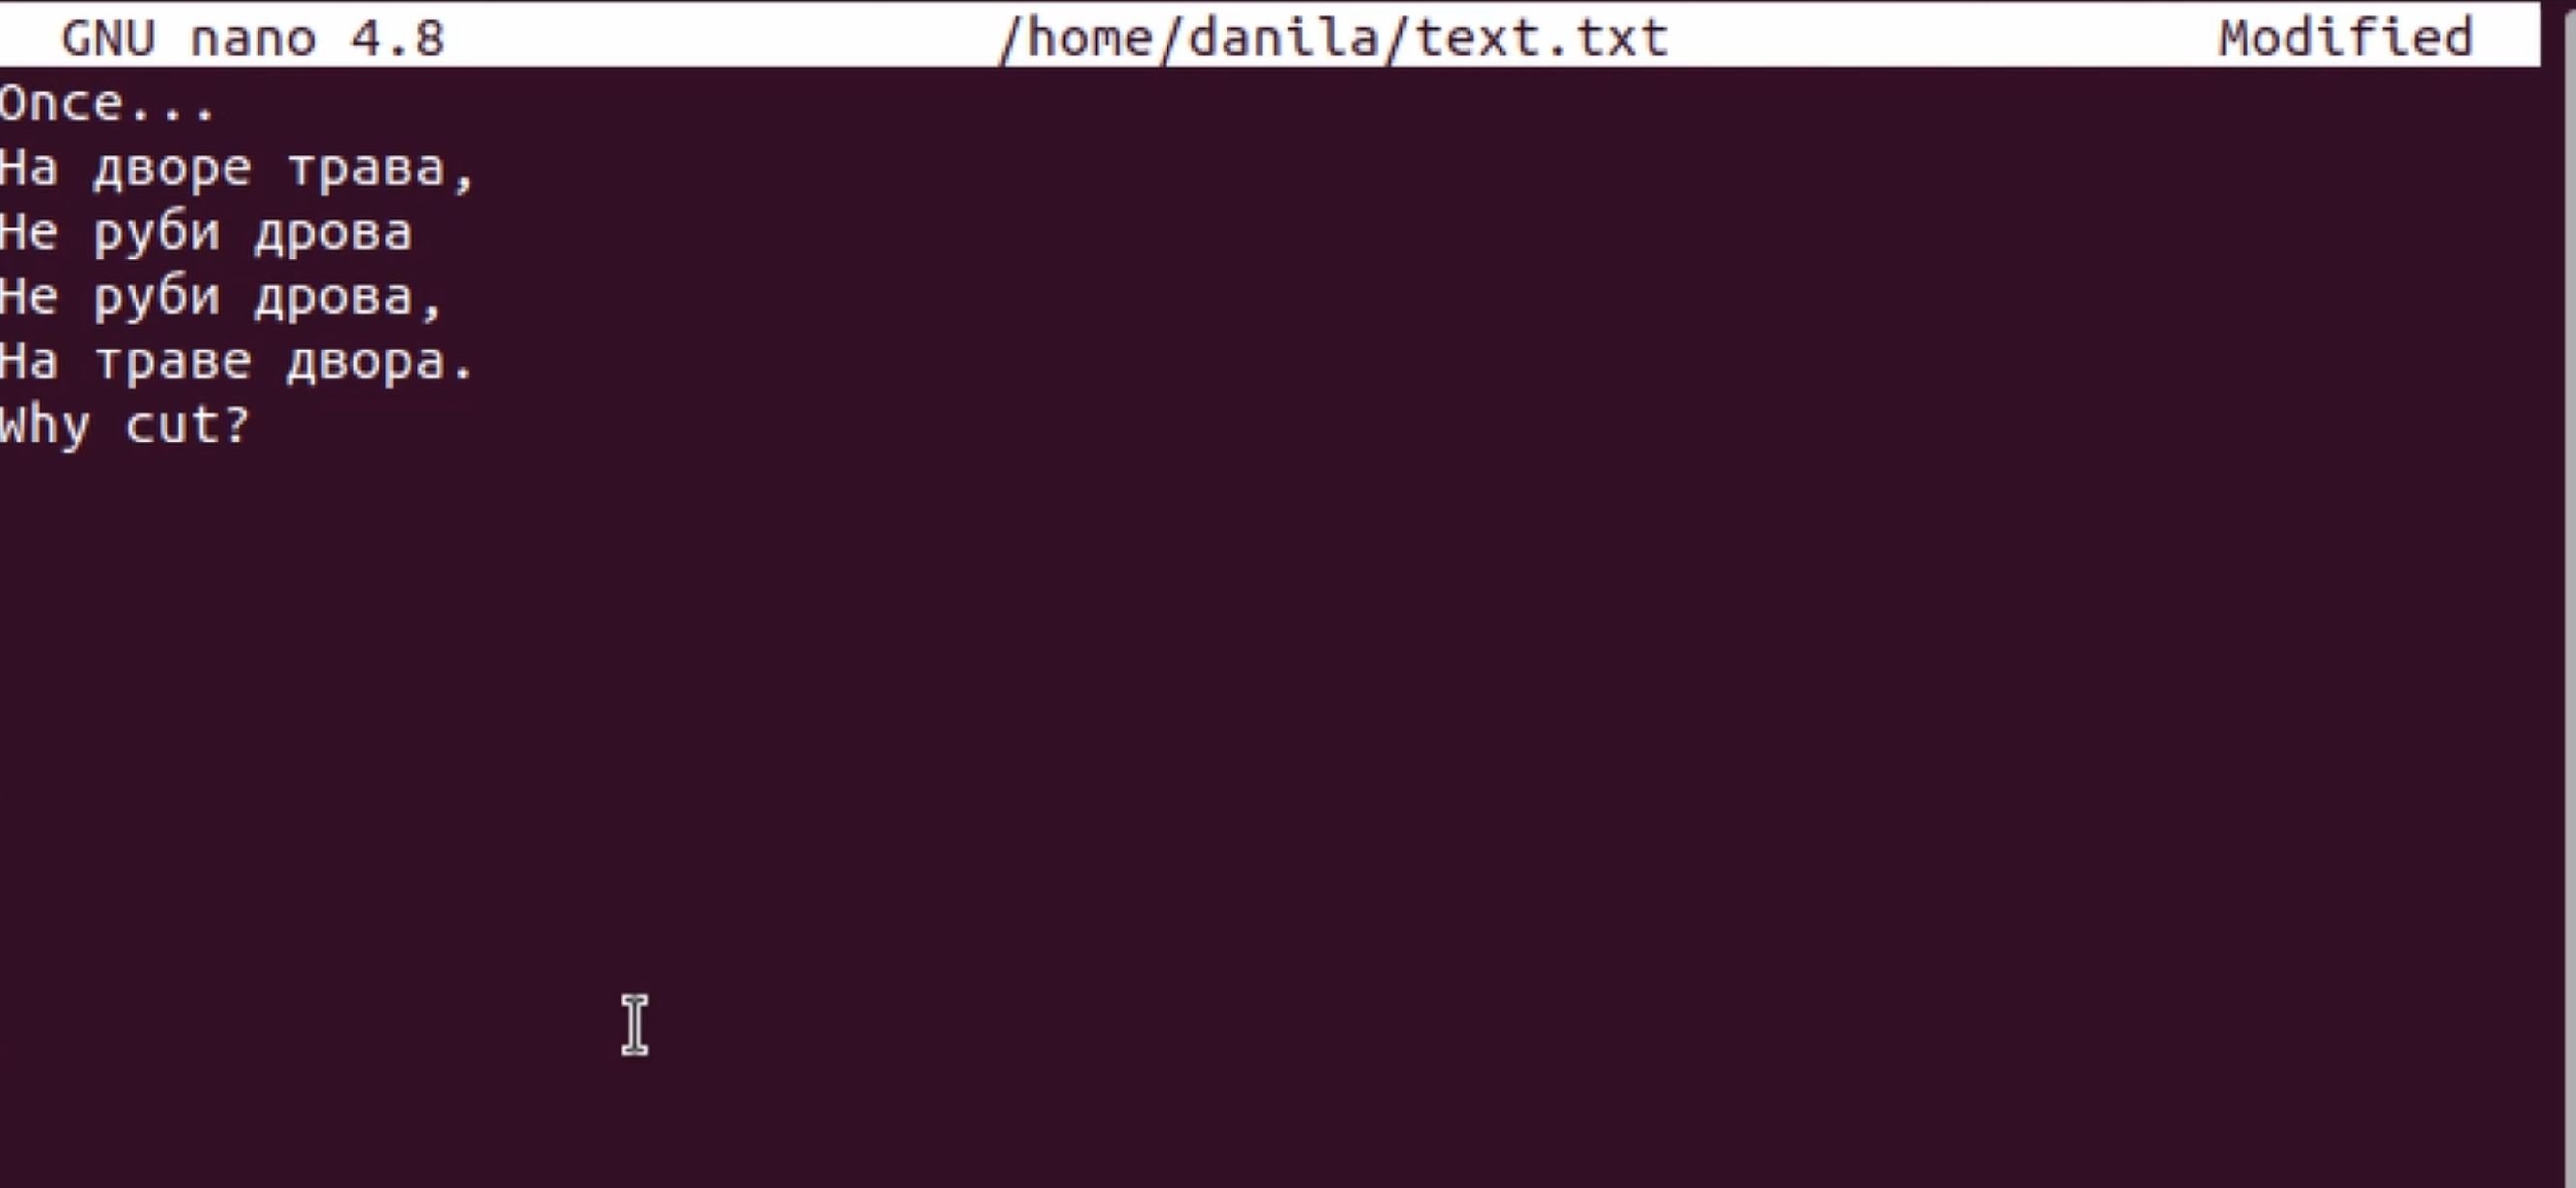 GNU nano 4.8 /home/danila/text.txt Modified
Once...
На дворе трава,
Не руби дрова
Не руби дрова,
На траве двора.
Why cut?